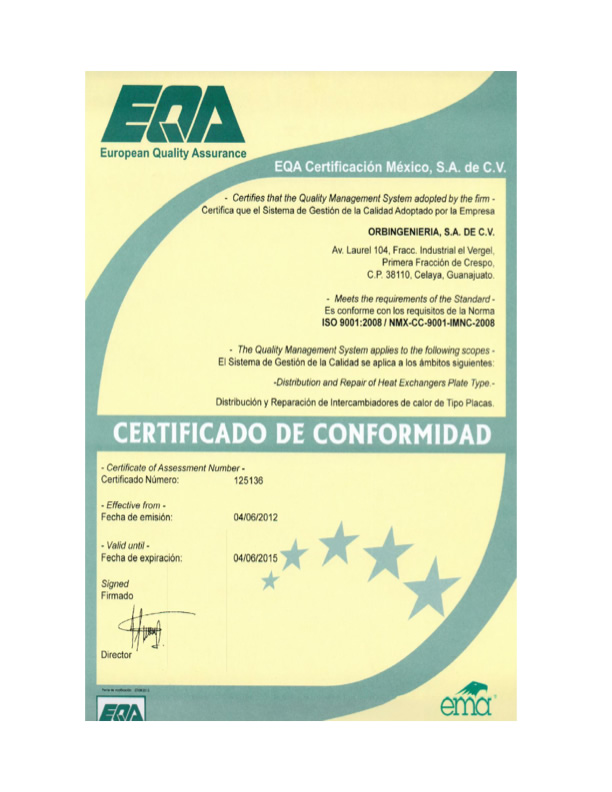 EQA
European Quality Assurance
EQA Certificación México, S.A. de C.V.
- Certifies that the Quality Management System adopted by the firm -
Certifica que el Sistema de Gestión de la Calidad Adoptado por la Empresa
ORBINGENIERIA, S.A. DE C.V.
Av. Laurel 104, Fracc. Industrial el Vergel,
Primera Fracción de Crespo,
C.P. 38110, Celaya, Guanajuato.
- Meets the requirements of the Standard -
Es conforme con los requisitos de la Norma
ISO 9001:2008 / NMX-CC-9001-IMNC-2008
- The Quality Management System applies to the following scopes -
El Sistema de Gestión de la Calidad se aplica a los ámbitos siguientes:
-Distribution and Repair of Heat Exchangers Plate Type.-
Distribución y Reparación de Intercambiadores de calor de Tipo Placas.
CERTIFICADO DE CONFORMIDAD
- Certificate of Assessment Number -
Certificado Número: 125136
- Effective from -
Fecha de emisión: 04/06/2012
- Valid until -
Fecha de expiración: 04/06/2015
Signed
Firmado
Director
EQA
ema